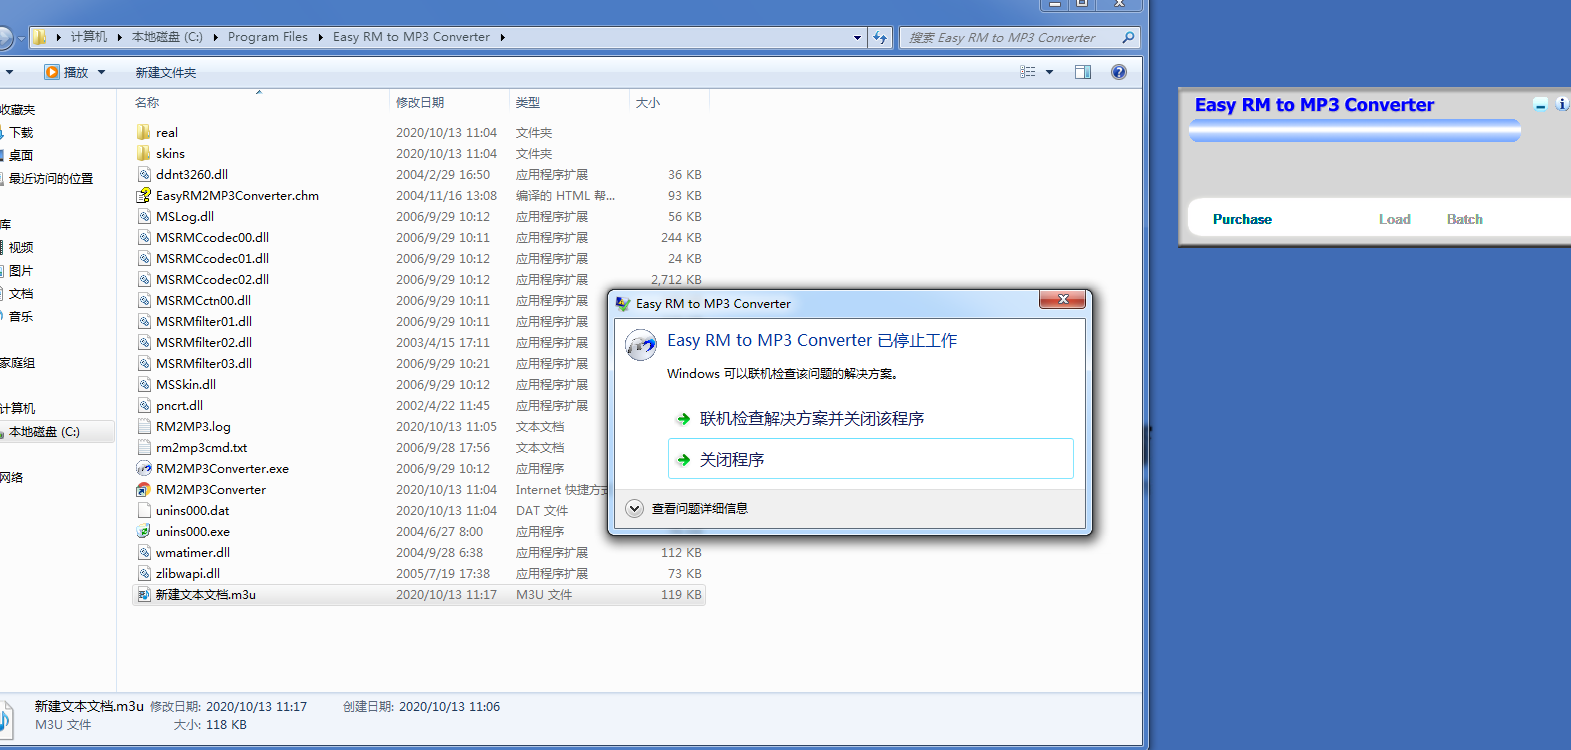 计算机 ▸ 本地磁盘 (C:) ▸ Program Files ▸ Easy RM to MP3 Converter ▸
搜索 Easy RM to MP3 Converter
播放 新建文件夹
收藏夹
下载
桌面
最近访问的位置
库
视频
图片
文档
音乐
家庭组
计算机
本地磁盘 (C:)
网络
名称 修改日期 类型 大小
real 2020/10/13 11:04 文件夹
skins 2020/10/13 11:04 文件夹
ddnt3260.dll 2004/2/29 16:50 应用程序扩展 36 KB
EasyRM2MP3Converter.chm 2004/11/16 13:08 编译的 HTML 帮... 93 KB
MSLog.dll 2006/9/29 10:12 应用程序扩展 56 KB
MSRMCcodec00.dll 2006/9/29 10:11 应用程序扩展 244 KB
MSRMCcodec01.dll 2006/9/29 10:12 应用程序扩展 24 KB
MSRMCcodec02.dll 2006/9/29 10:12 应用程序扩展 2,712 KB
MSRMCctn00.dll 2006/9/29 10:11 应用程序扩展
MSRMfilter01.dll 2006/9/29 10:11 应用程序扩展
MSRMfilter02.dll 2003/4/15 17:11 应用程序扩展
MSRMfilter03.dll 2006/9/29 10:21 应用程序扩展
MSSkin.dll 2006/9/29 10:12 应用程序扩展
pncrt.dll 2002/4/22 11:45 应用程序扩展
RM2MP3.log 2020/10/13 11:05 文本文档
rm2mp3cmd.txt 2006/9/28 17:56 文本文档
RM2MP3Converter.exe 2006/9/29 10:12 应用程序
RM2MP3Converter 2020/10/13 11:04 Internet 快捷方式
unins000.dat 2020/10/13 11:04 DAT 文件
unins000.exe 2004/6/27 8:00 应用程序
wmatimer.dll 2004/9/28 6:38 应用程序扩展 112 KB
zlibwapi.dll 2005/7/19 17:38 应用程序扩展 73 KB
新建文本文档.m3u 2020/10/13 11:17 M3U 文件 119 KB
新建文本文档.m3u 修改日期: 2020/10/13 11:17 创建日期: 2020/10/13 11:06
M3U 文件 大小: 118 KB
Easy RM to MP3 Converter
Easy RM to MP3 Converter 已停止工作
Windows 可以联机检查该问题的解决方案。
联机检查解决方案并关闭该程序
关闭程序
查看问题详细信息
Easy RM to MP3 Converter
Purchase Load Batch